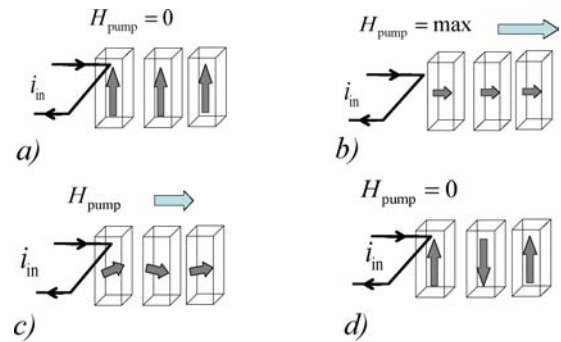 H_pump = 0
i_in
a)
H_pump = max
i_in
b)
H_pump
i_in
c)
H_pump = 0
i_in
d)